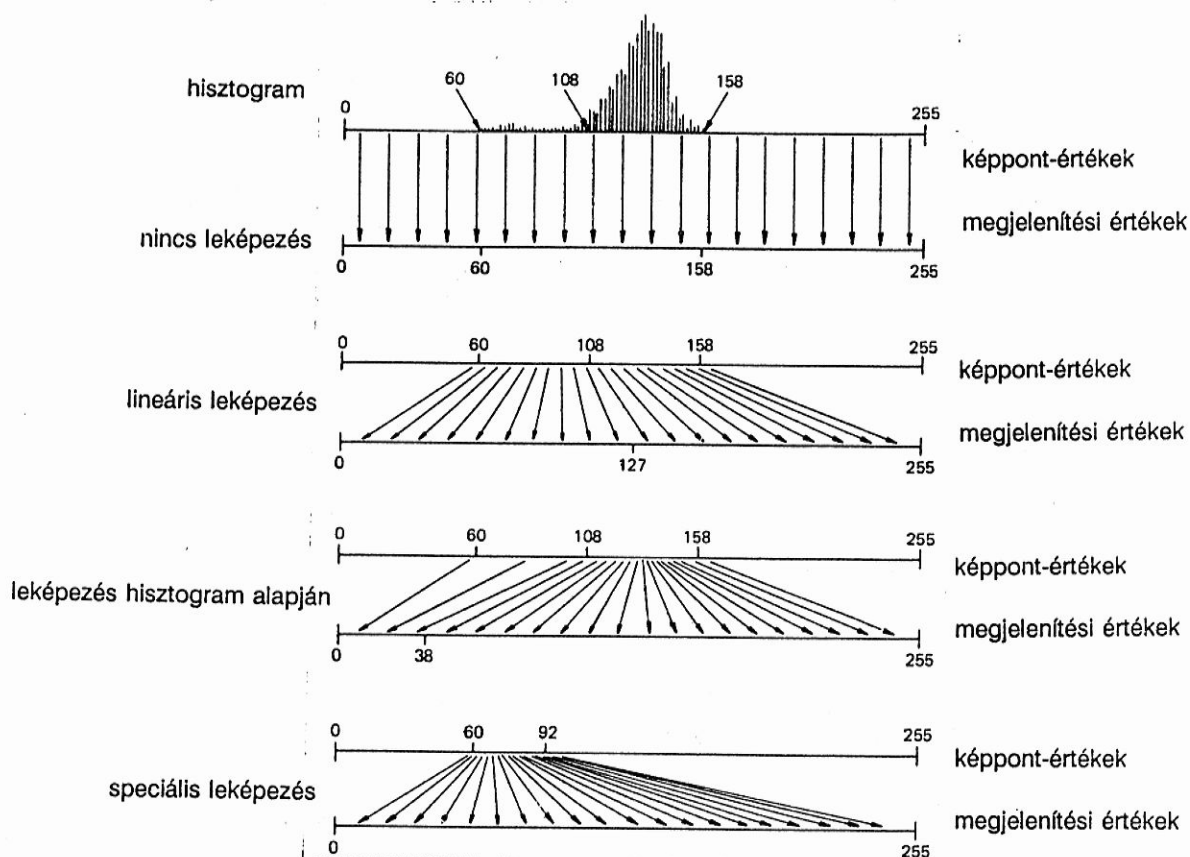 hisztogram
60 108 158
0 255
képpont-értékek
megjelenítési értékek
nincs leképezés
0 60 158 255
0 60 108 158 255
képpont-értékek
lineáris leképezés
megjelenítési értékek
0 127 255
0 60 108 158 255
képpont-értékek
leképezés hisztogram alapján
megjelenítési értékek
0 38 255
0 60 92 255
képpont-értékek
speciális leképezés
megjelenítési értékek
0 255